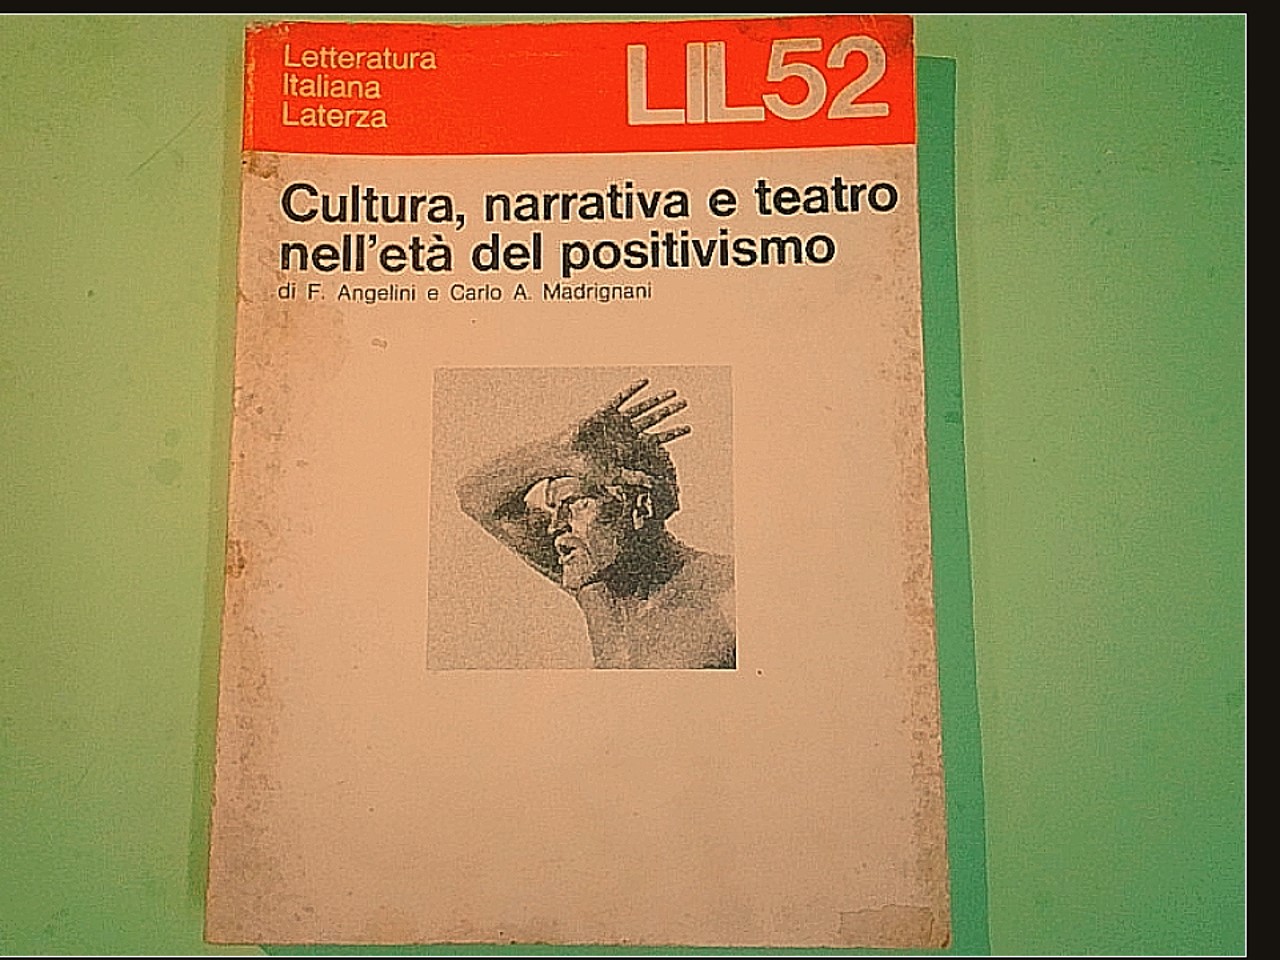 Letteratura
Italiana
Laterza
LIL52
Cultura, narrativa e teatro
nell'età del positivismo
di F. Angelini e Carlo A. Madrignani